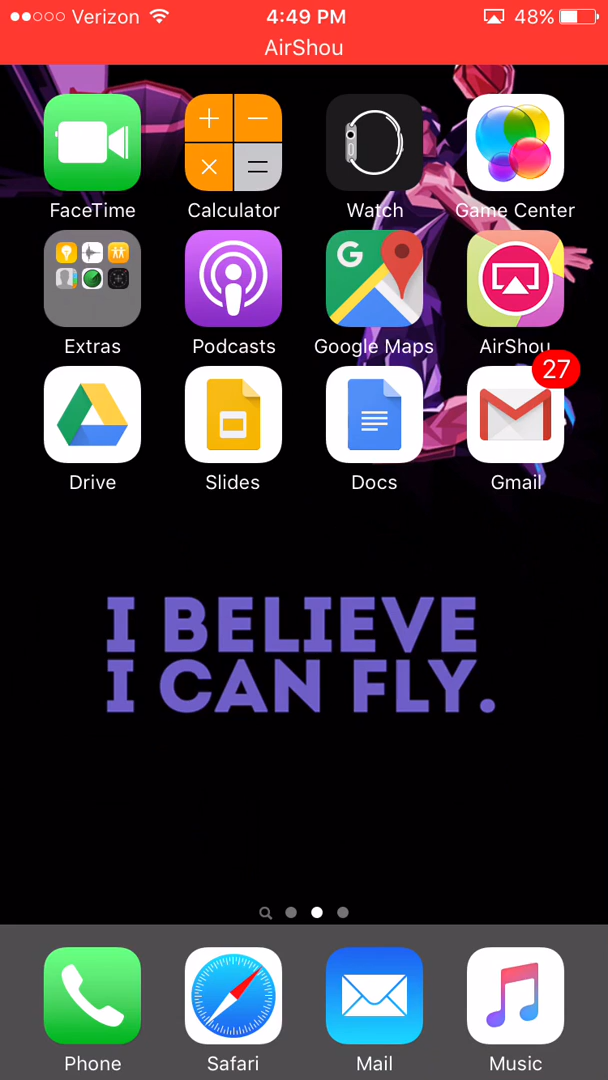 Verizon 4:49 PM 48%
AirShou
FaceTime Calculator Watch Game Center
Extras Podcasts Google Maps AirShou
27
Drive Slides Docs Gmail
I BELIEVE
I CAN FLY.
Phone Safari Mail Music